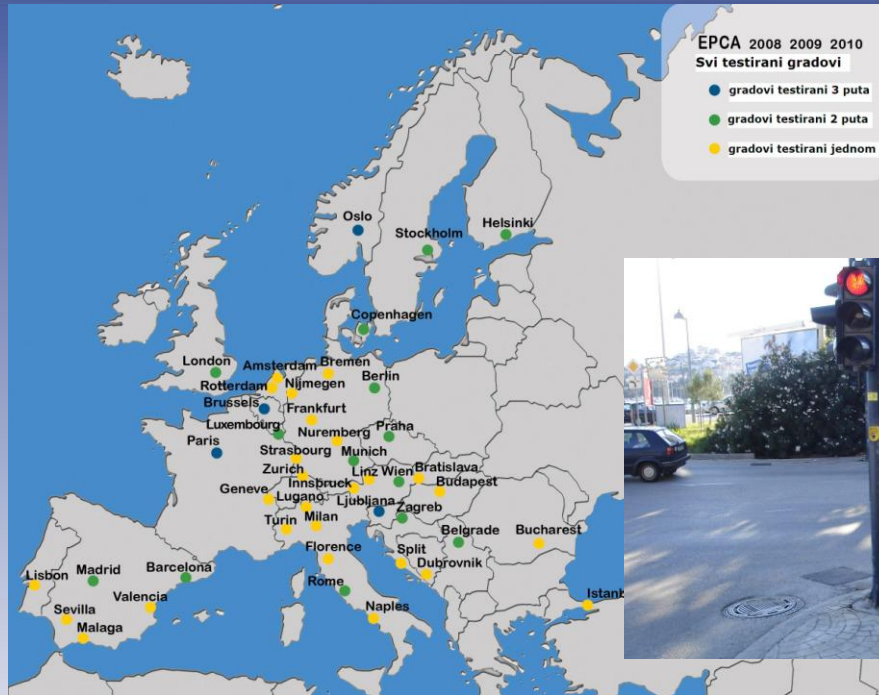 EPCA 2008 2009 2010
Svi testirani gradovi
gradovi testirani 3 puta
gradovi testirani 2 puta
gradovi testirani jednom
Oslo
Stockholm
Helsinki
Copenhagen
London
Amsterdam
Bremen
Rotterdam
Nijmegen
Berlin
Brussels
Frankfurt
Luxembourg
Praha
Paris
Nuremberg
Strasbourg
Munich
Zurich
Linz
Wien
Bratislava
Innsbruck
Budapest
Geneve
Lugano
Ljubljana
Zagreb
Turin
Milan
Belgrade
Bucharest
Florence
Split
Dubrovnik
Lisbon
Madrid
Barcelona
Rome
Istanb
Valencia
Naples
Sevilla
Malaga